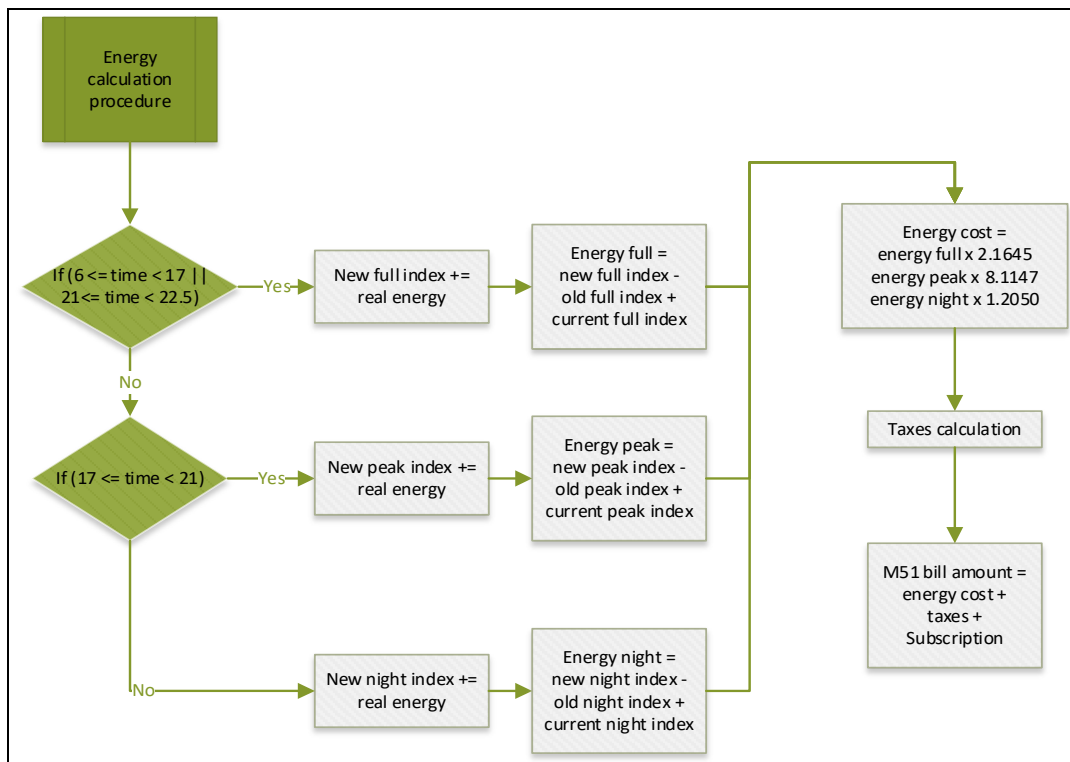 Energy
calculation
procedure
If (6 <= time < 17 ||
21<= time < 22.5)
Yes
New full index +=
real energy
Energy full =
new full index -
old full index +
current full index
No
If (17 <= time < 21)
Yes
New peak index +=
real energy
Energy peak =
new peak index -
old peak index +
current peak index
No
New night index +=
real energy
Energy night =
new night index -
old night index +
current night index
Energy cost =
energy full x 2.1645
energy peak x 8.1147
energy night x 1.2050
Taxes calculation
M51 bill amount =
energy cost +
taxes +
Subscription